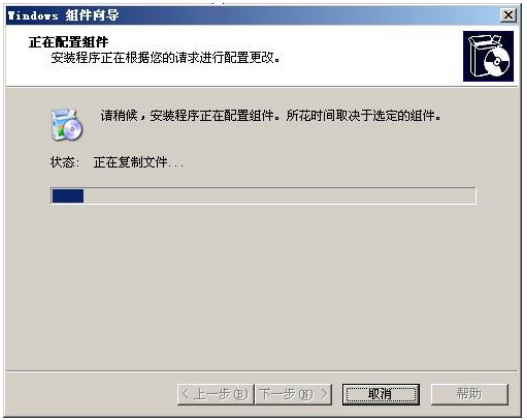 Windows 组件向导
正在配置组件
安装程序正在根据您的请求进行配置更改。
请稍候，安装程序正在配置组件。所花时间取决于选定的组件。
状态: 正在复制文件...
< 上一步(B) 下一步(N) > 取消 帮助